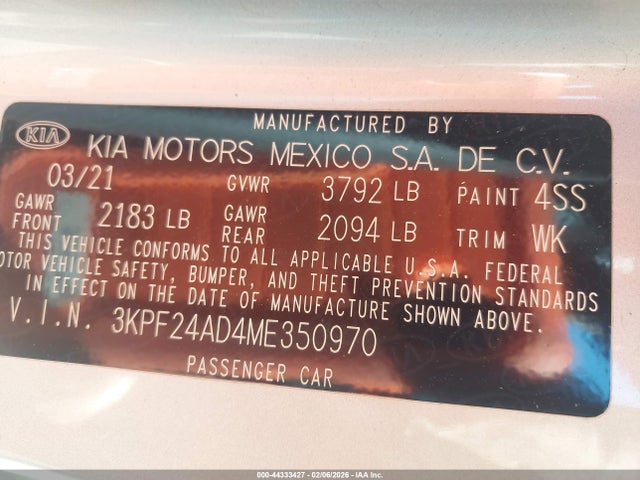 MANUFACTURED BY
KIA KIA MOTORS MEXICO S.A. DE C.V.
03/21 GVWR 3792 LB PAINT 4SS
GAWR FRONT 2183 LB GAWR REAR 2094 LB TRIM WK
THIS VEHICLE CONFORMS TO ALL APPLICABLE U.S.A. FEDERAL
MOTOR VEHICLE SAFETY, BUMPER, AND THEFT PREVENTION STANDARDS
IN EFFECT ON THE DATE OF MANUFACTURE SHOWN ABOVE.
V.I.N. 3KPF24AD4ME350970
PASSENGER CAR
000-44333427 - 02/06/2026 - IAA Inc.